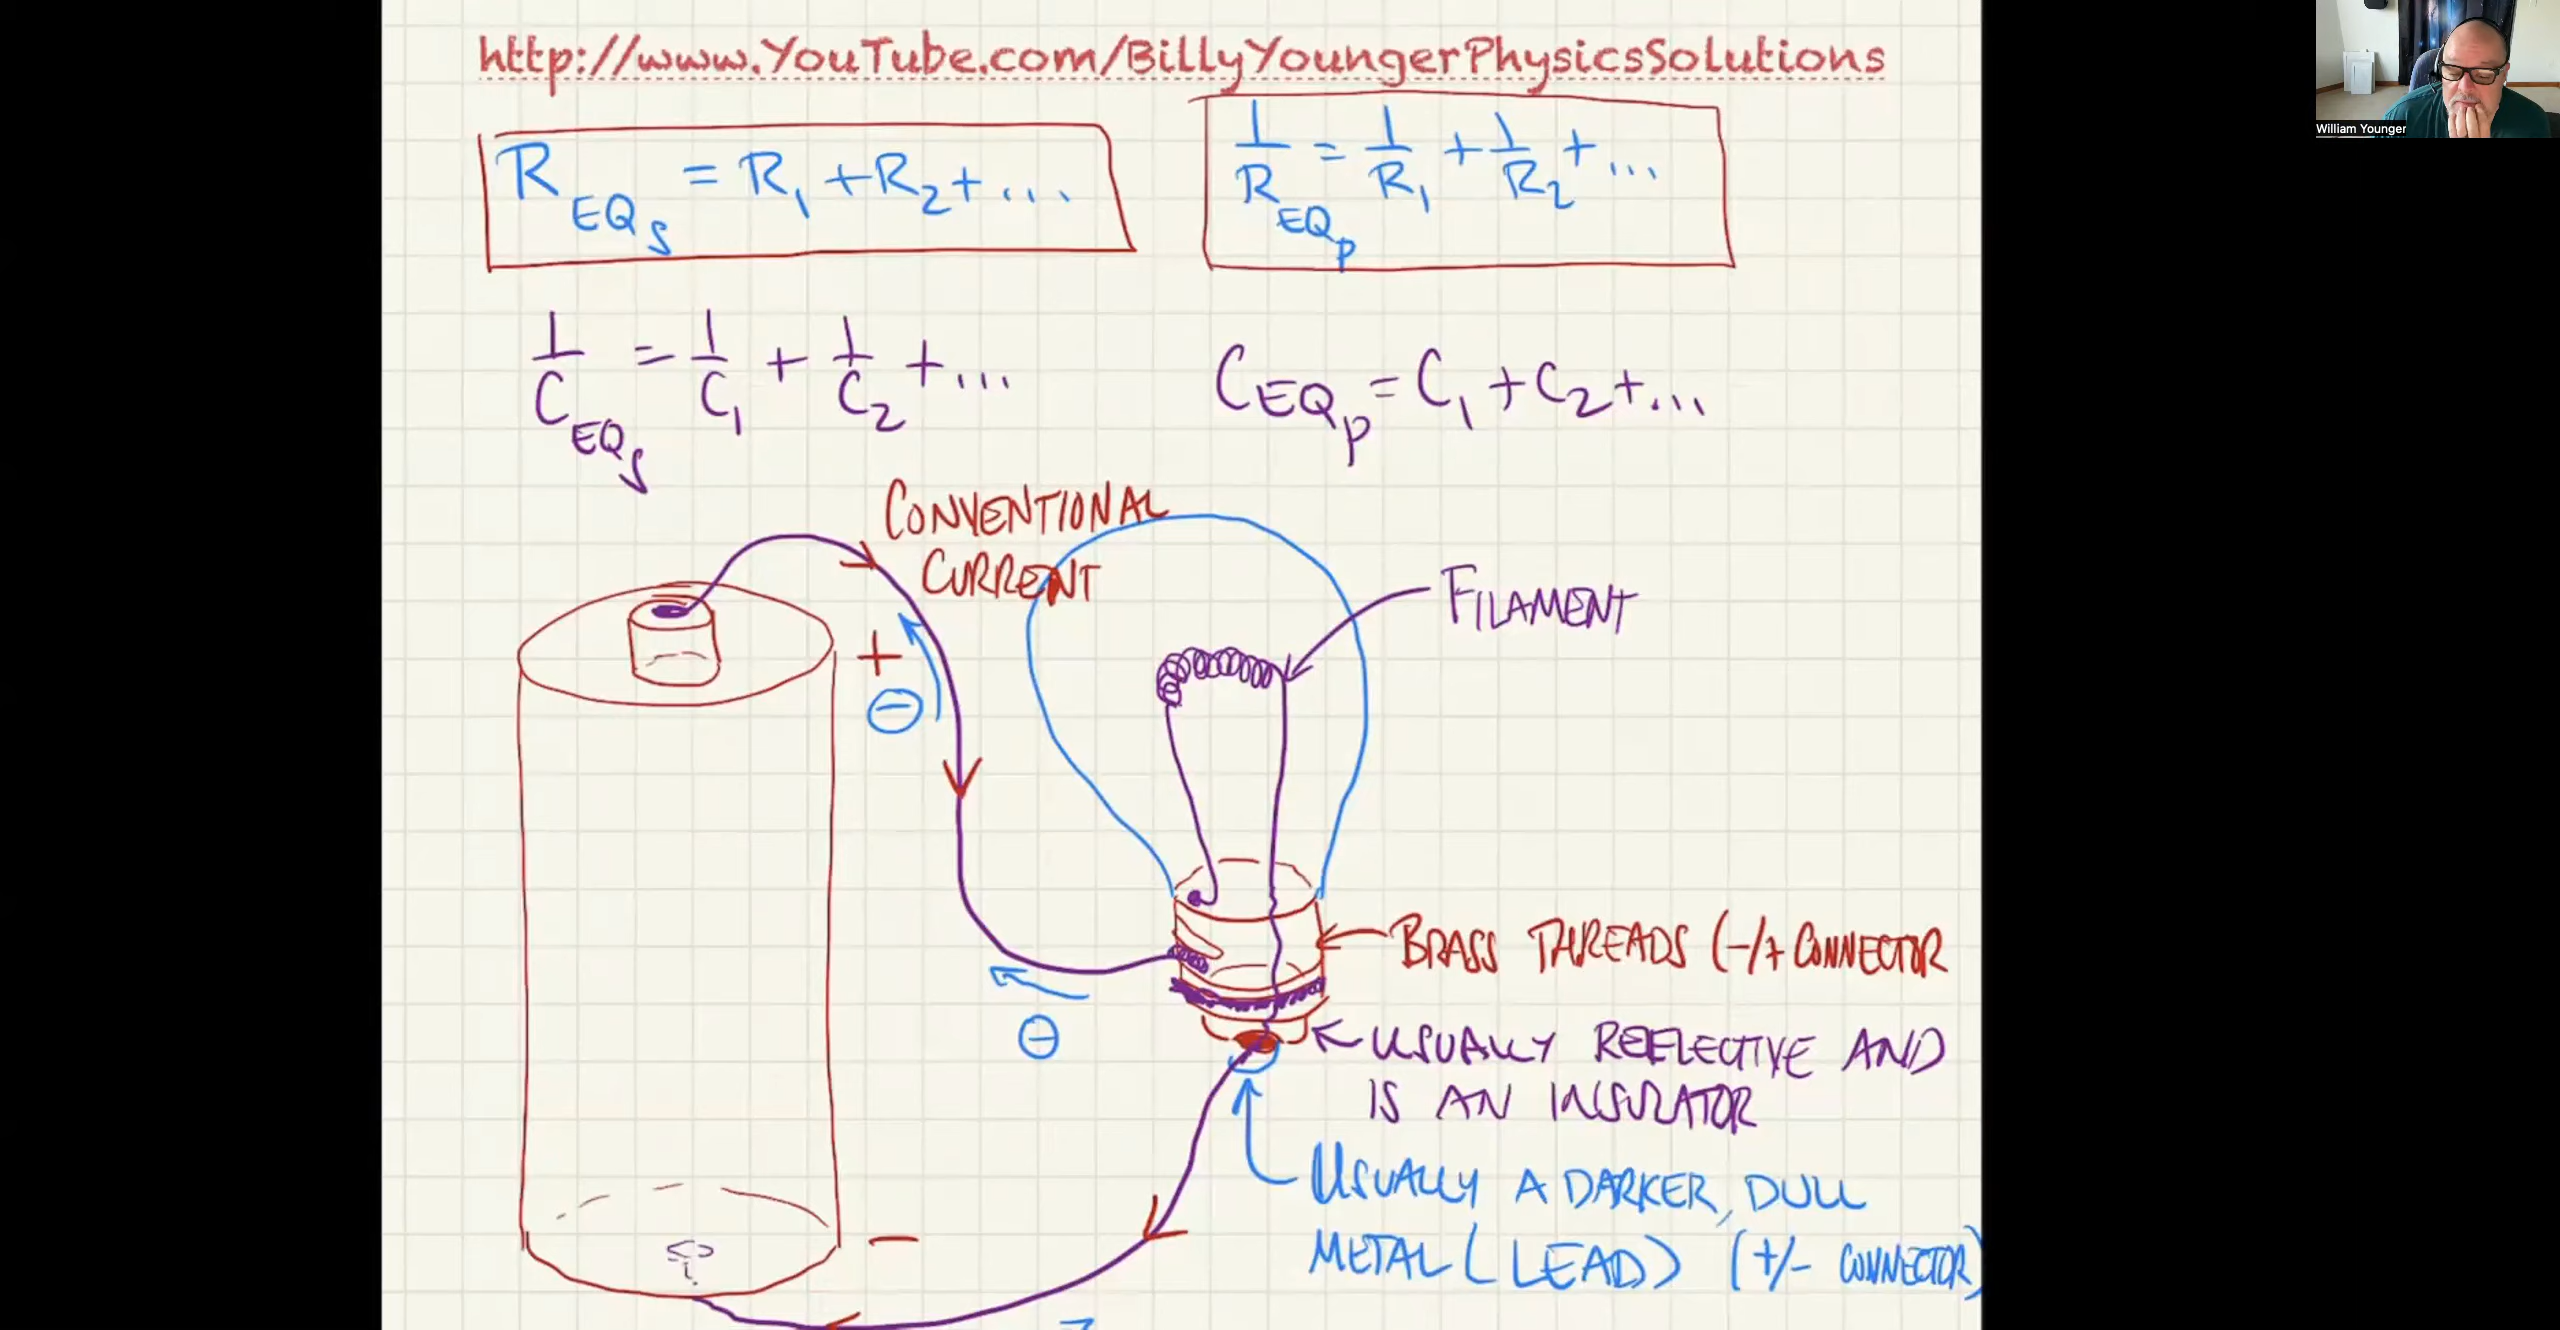 http://www.YouTube.com/BillyYoungerPhysicsSolutions
William Younger
R_EQs = R1 + R2 + ...
1/R_EQp = 1/R1 + 1/R2 + ...
1/C_EQs = 1/C1 + 1/C2 + ...
C_EQp = C1 + C2 + ...
CONVENTIONAL
CURRENT
FILAMENT
+
−
−
BRASS THREADS (−/+ CONNECTOR
USUALLY REFLECTIVE AND
IS AN INSULATOR
USUALLY A DARKER, DULL
METAL (LEAD) (+/− CONNECTOR)
−